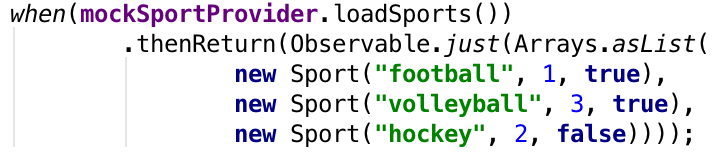 when(mockSportProvider.loadSports())
        .thenReturn(Observable.just(Arrays.asList(
                new Sport("football", 1, true),
                new Sport("volleyball", 3, true),
                new Sport("hockey", 2, false))));